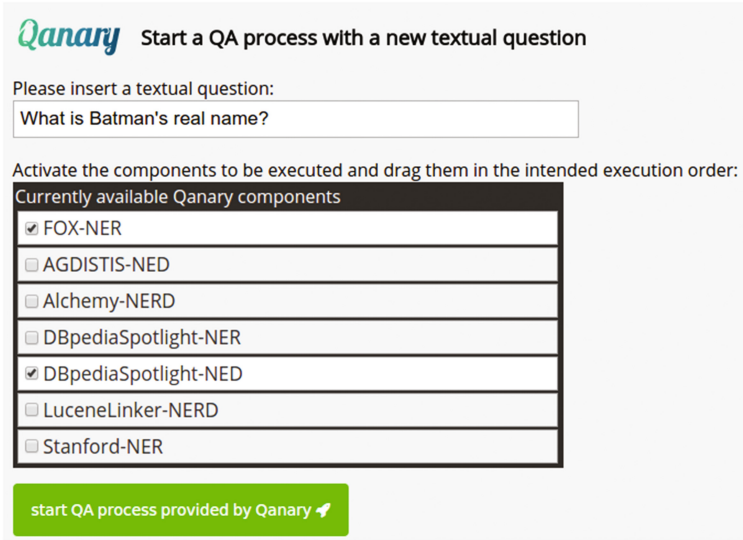 Qanary Start a QA process with a new textual question
Please insert a textual question:
What is Batman's real name?
Activate the components to be executed and drag them in the intended execution order:
Currently available Qanary components
FOX-NER
AGDISTIS-NED
Alchemy-NERD
DBpediaSpotlight-NER
DBpediaSpotlight-NED
LuceneLinker-NERD
Stanford-NER
start QA process provided by Qanary